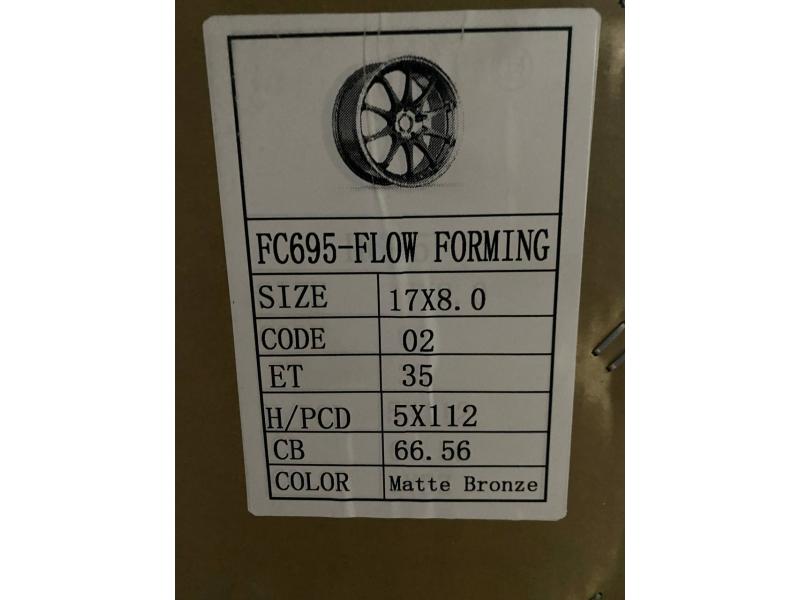 FC695-FLOW FORMING
SIZE 17X8.0
CODE 02
ET 35
H/PCD 5X112
CB 66.56
COLOR Matte Bronze